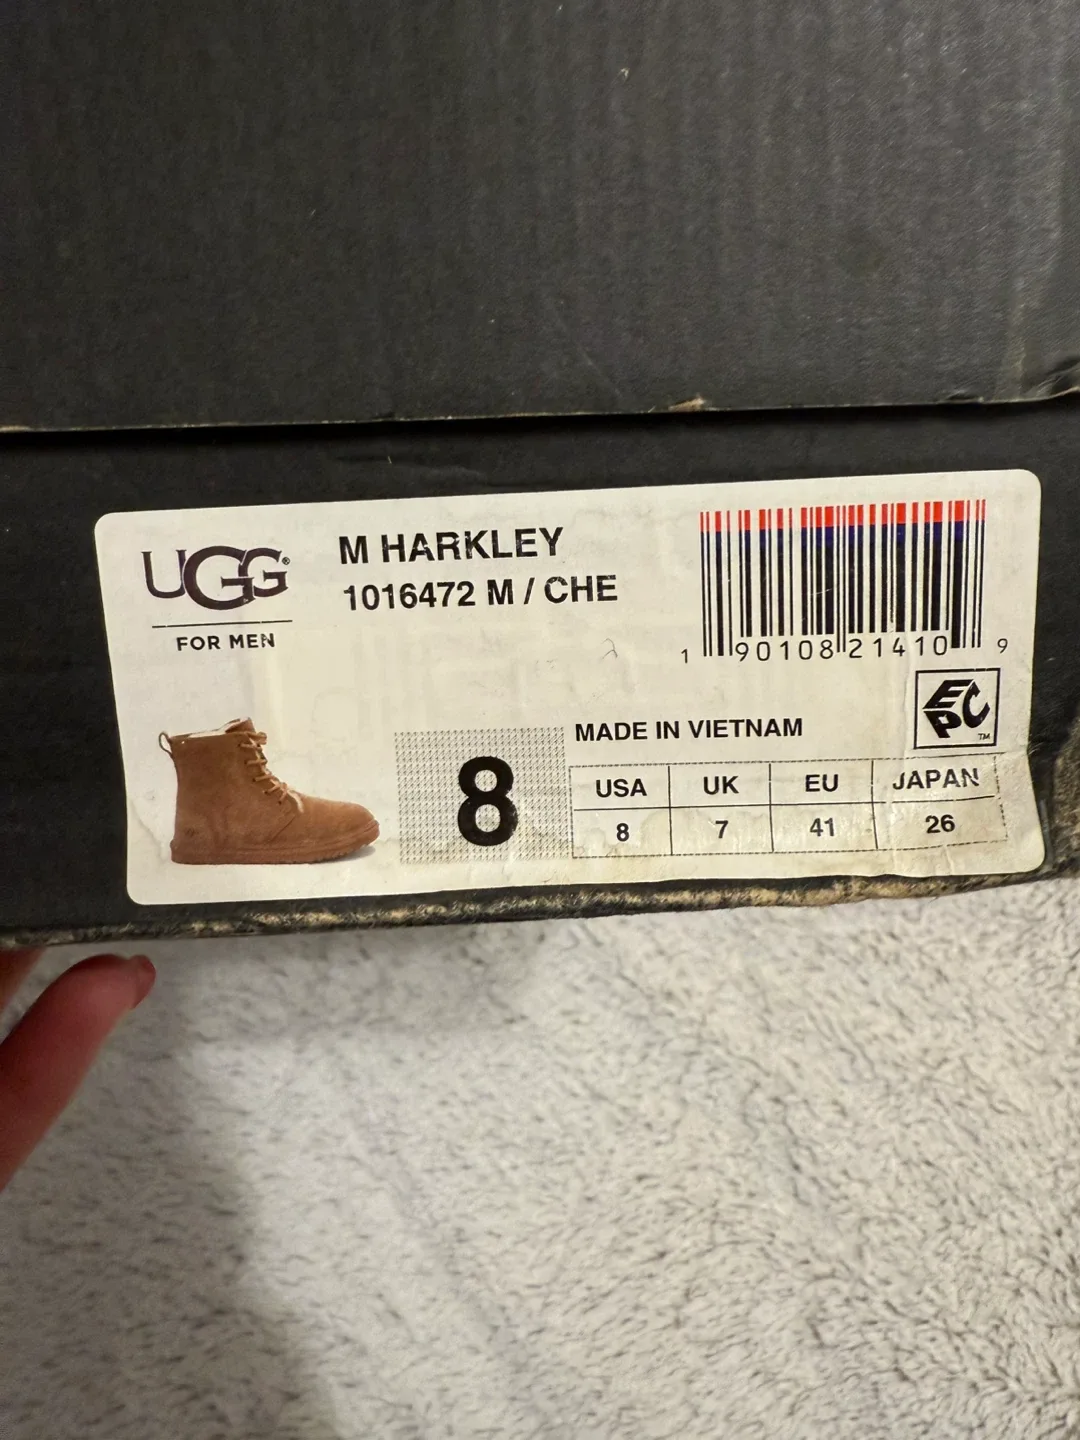 UGG®
FOR MEN
M HARKLEY
1016472 M / CHE
1 90108 21410 9
EPC™
MADE IN VIETNAM
8
USA UK EU JAPAN
8 7 41 26